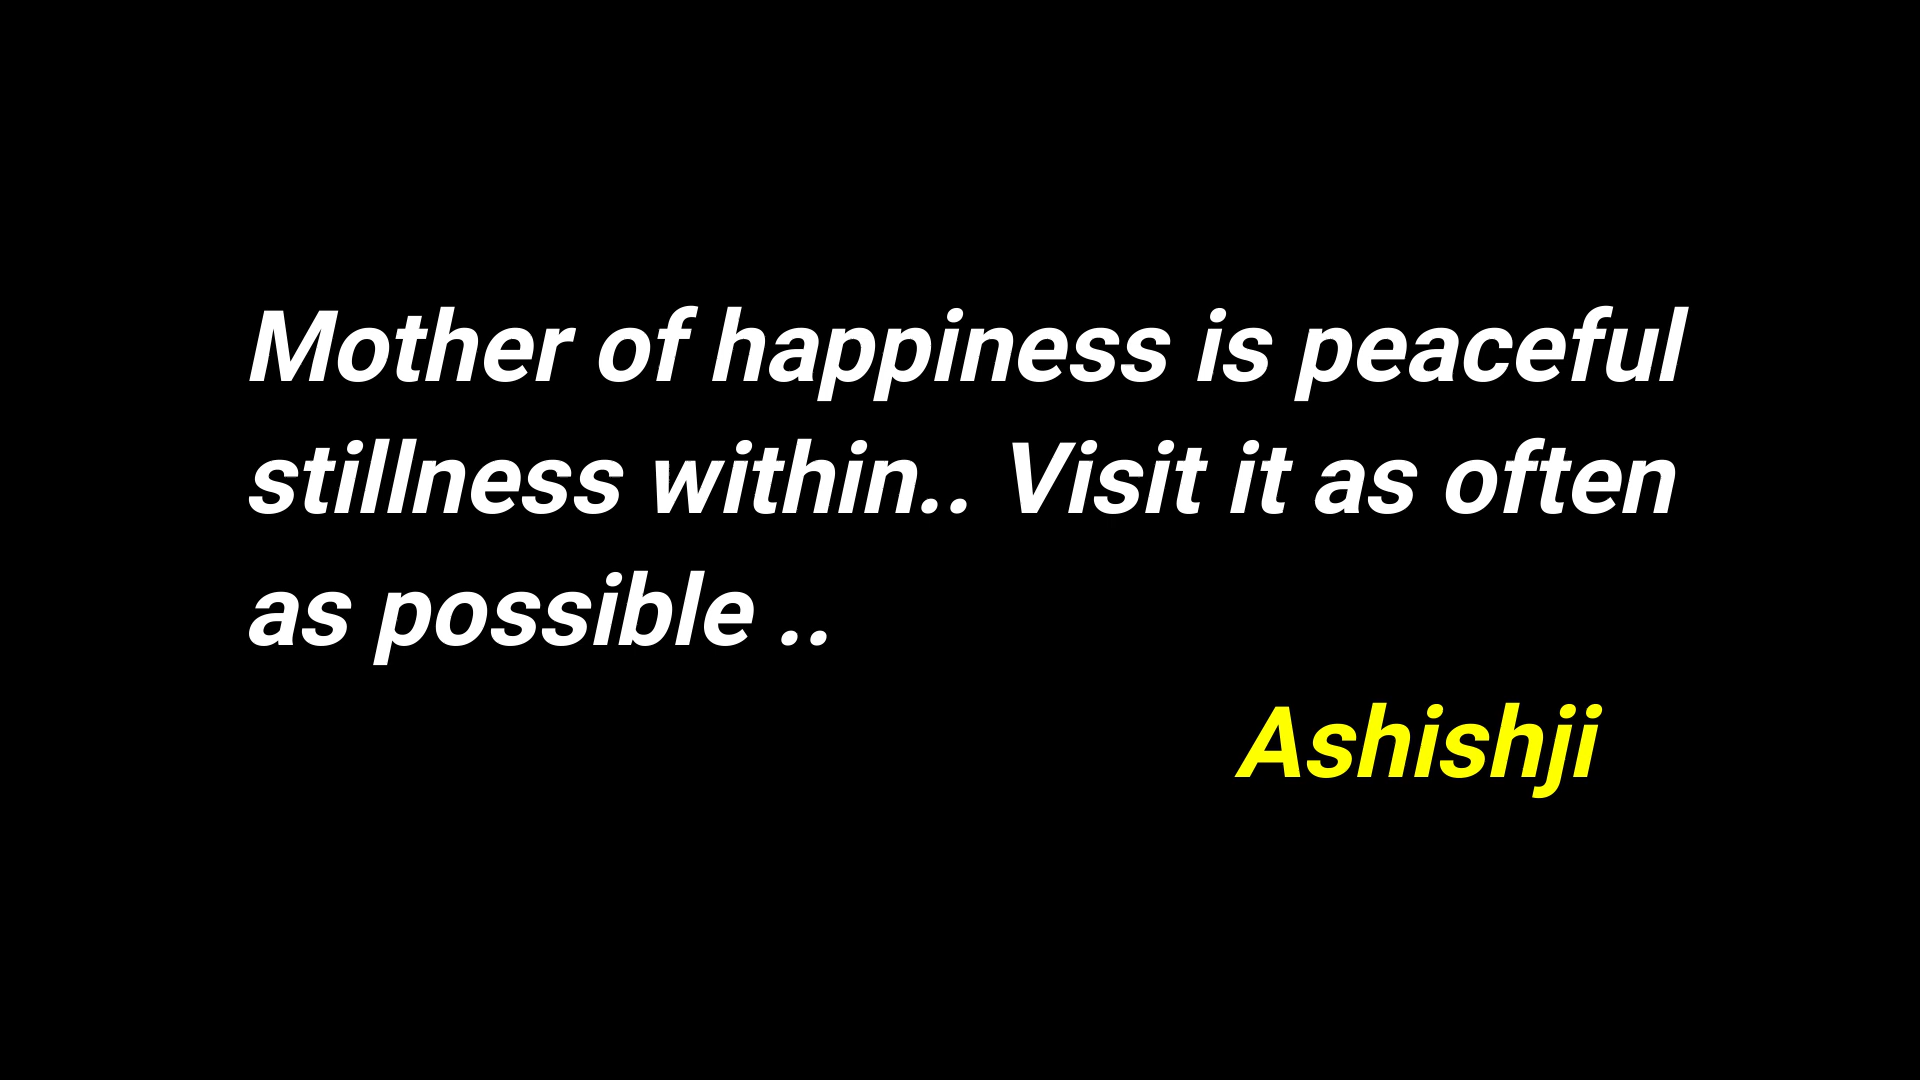 Mother of happiness is peaceful
stillness within.. Visit it as often
as possible ..
Ashishji